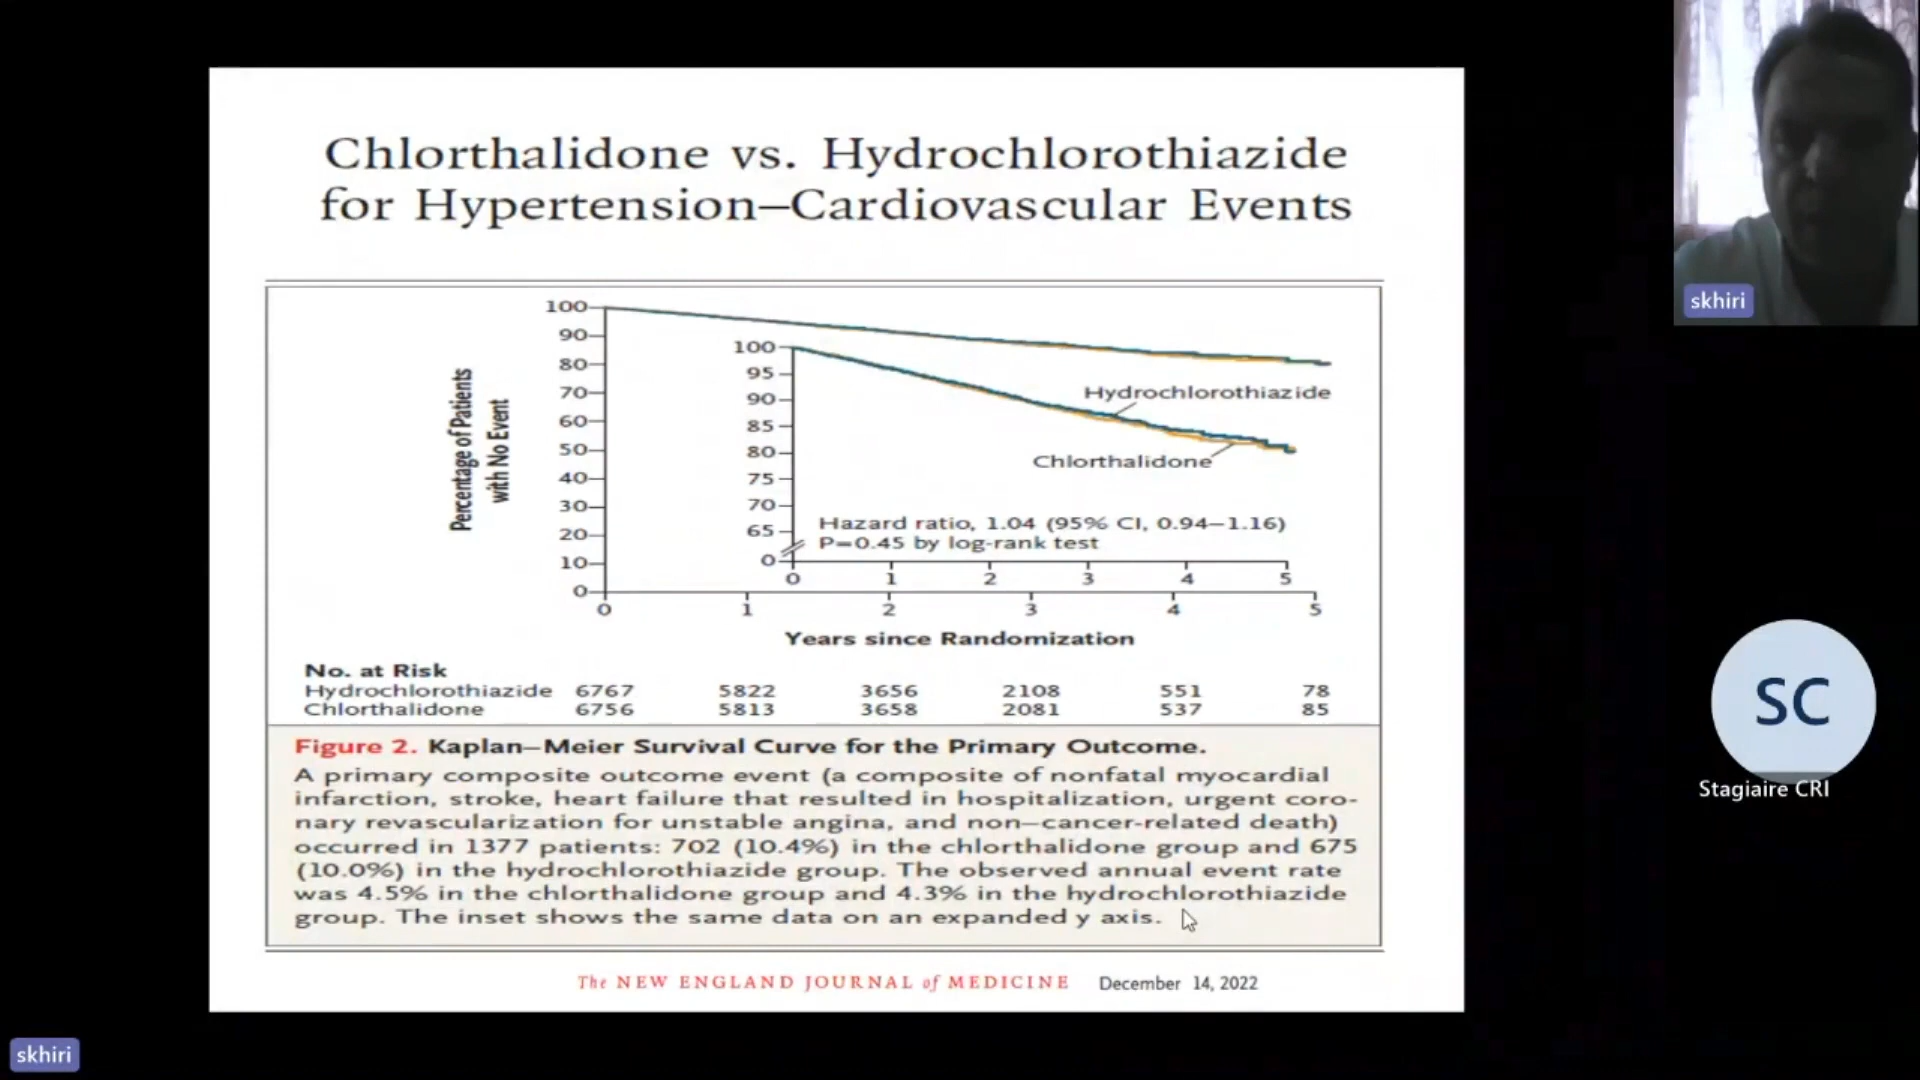 Chlorthalidone vs. Hydrochlorothiazide
for Hypertension—Cardiovascular Events
Percentage of Patients
with No Event
100
90
80
70
60
50
40
30
20
10
0
100
95
90
85
80
75
70
65
0
Hydrochlorothiazide
Chlorthalidone
Hazard ratio, 1.04 (95% CI, 0.94–1.16)
P=0.45 by log-rank test
0 1 2 3 4 5
0 1 2 3 4 5
Years since Randomization
No. at Risk
Hydrochlorothiazide 6767 5822 3656 2108 551 78
Chlorthalidone 6756 5813 3658 2081 537 85
Figure 2. Kaplan–Meier Survival Curve for the Primary Outcome.
A primary composite outcome event (a composite of nonfatal myocardial
infarction, stroke, heart failure that resulted in hospitalization, urgent coro-
nary revascularization for unstable angina, and non–cancer-related death)
occurred in 1377 patients: 702 (10.4%) in the chlorthalidone group and 675
(10.0%) in the hydrochlorothiazide group. The observed annual event rate
was 4.5% in the chlorthalidone group and 4.3% in the hydrochlorothiazide
group. The inset shows the same data on an expanded y axis.
The NEW ENGLAND JOURNAL of MEDICINE December 14, 2022
skhiri
SC
Stagiaire CRI
skhiri